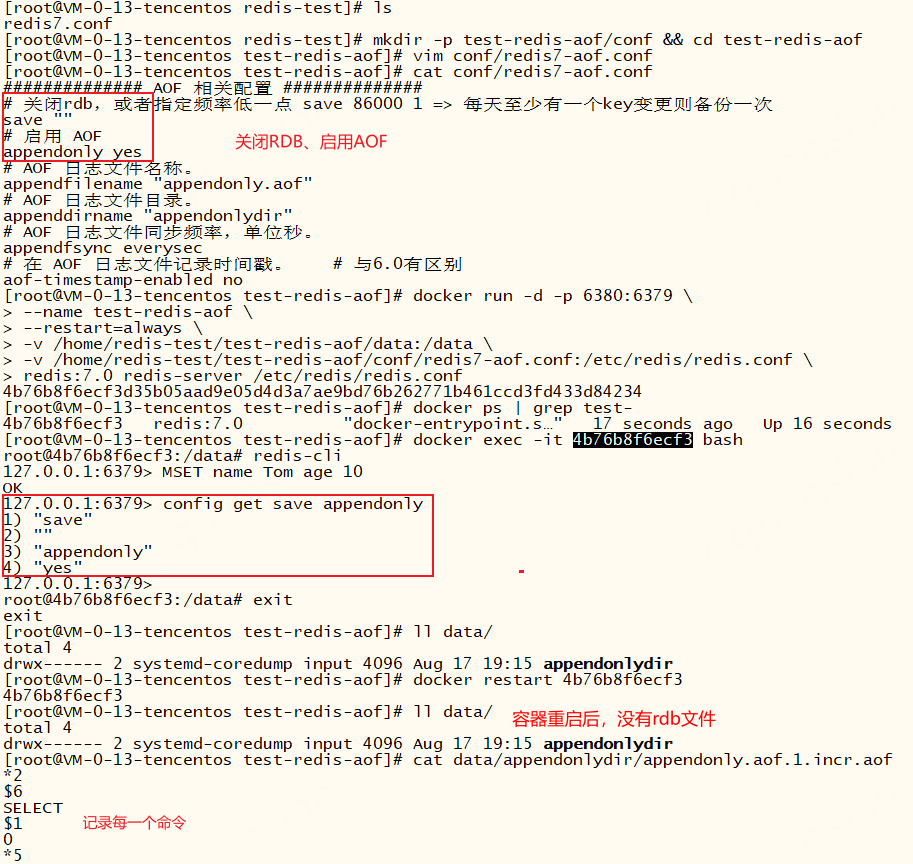 [root@VM-0-13-tencentos redis-test]# ls
redis7.conf
[root@VM-0-13-tencentos redis-test]# mkdir -p test-redis-aof/conf && cd test-redis-aof
[root@VM-0-13-tencentos test-redis-aof]# vim conf/redis7-aof.conf
[root@VM-0-13-tencentos test-redis-aof]# cat conf/redis7-aof.conf
############## AOF 相关配置 ##############
# 关闭rdb，或者指定频率低一点 save 86000 1 => 每天至少有一个key变更则备份一次
save ""
# 启用 AOF
关闭RDB、启用AOF
appendonly yes
# AOF 日志文件名称。
appendfilename "appendonly.aof"
# AOF 日志文件目录。
appenddirname "appendonlydir"
# AOF 日志文件同步频率，单位秒。
appendfsync everysec
# 在 AOF 日志文件记录时间戳。 # 与6.0有区别
aof-timestamp-enabled no
[root@VM-0-13-tencentos test-redis-aof]# docker run -d -p 6380:6379 \
> --name test-redis-aof \
> --restart=always \
> -v /home/redis-test/test-redis-aof/data:/data \
> -v /home/redis-test/test-redis-aof/conf/redis7-aof.conf:/etc/redis/redis.conf \
> redis:7.0 redis-server /etc/redis/redis.conf
4b76b8f6ecf3d35b05aad9e05d4d3a7ae9bd76b262771b461ccd3fd433d84234
[root@VM-0-13-tencentos test-redis-aof]# docker ps | grep test-
4b76b8f6ecf3 redis:7.0 "docker-entrypoint.s…" 17 seconds ago Up 16 seconds
[root@VM-0-13-tencentos test-redis-aof]# docker exec -it 4b76b8f6ecf3 bash
root@4b76b8f6ecf3:/data# redis-cli
127.0.0.1:6379> MSET name Tom age 10
OK
127.0.0.1:6379> config get save appendonly
1) "save"
2) ""
3) "appendonly"
4) "yes"
127.0.0.1:6379>
root@4b76b8f6ecf3:/data# exit
exit
[root@VM-0-13-tencentos test-redis-aof]# ll data/
total 4
drwx------ 2 systemd-coredump input 4096 Aug 17 19:15 appendonlydir
[root@VM-0-13-tencentos test-redis-aof]# docker restart 4b76b8f6ecf3
4b76b8f6ecf3
[root@VM-0-13-tencentos test-redis-aof]# ll data/
容器重启后，没有rdb文件
total 4
drwx------ 2 systemd-coredump input 4096 Aug 17 19:15 appendonlydir
[root@VM-0-13-tencentos test-redis-aof]# cat data/appendonlydir/appendonly.aof.1.incr.aof
*2
$6
SELECT
$1
记录每一个命令
0
*5